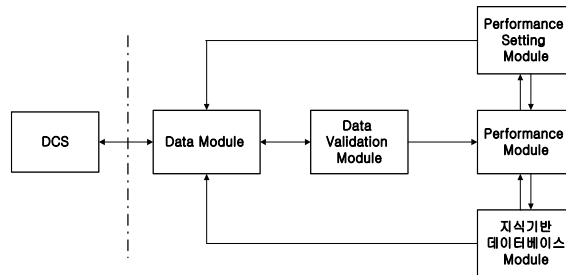 Performance
Setting
Module
DCS
Data Module
Data
Validation
Module
Performance
Module
지식기반
데이터베이스
Module